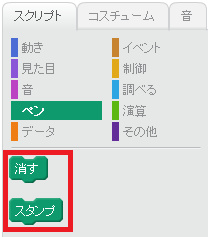 スクリプト コスチューム 音
動き イベント
見た目 制御
音 調べる
ペン 演算
データ その他
消す
スタンプ